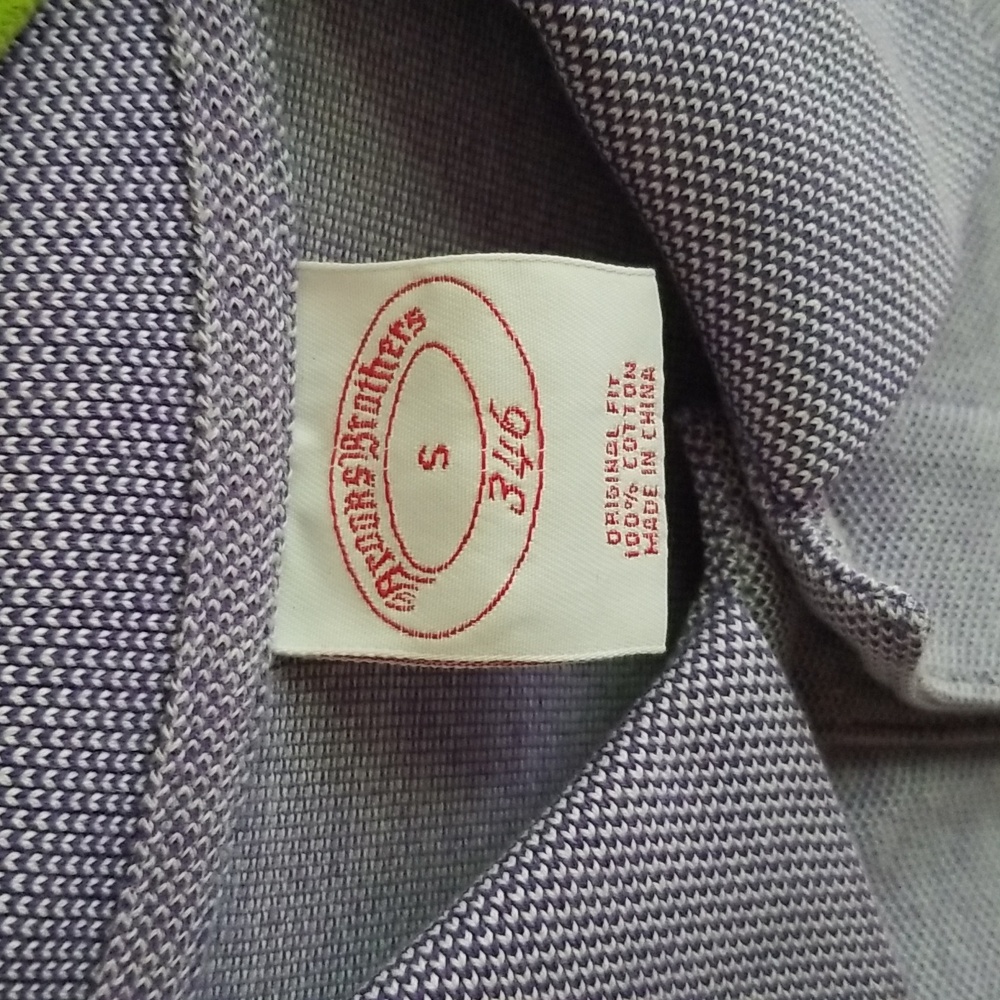 Brooks Brothers
S
346
ORIGINAL FIT
100% COTTON
MADE IN CHINA